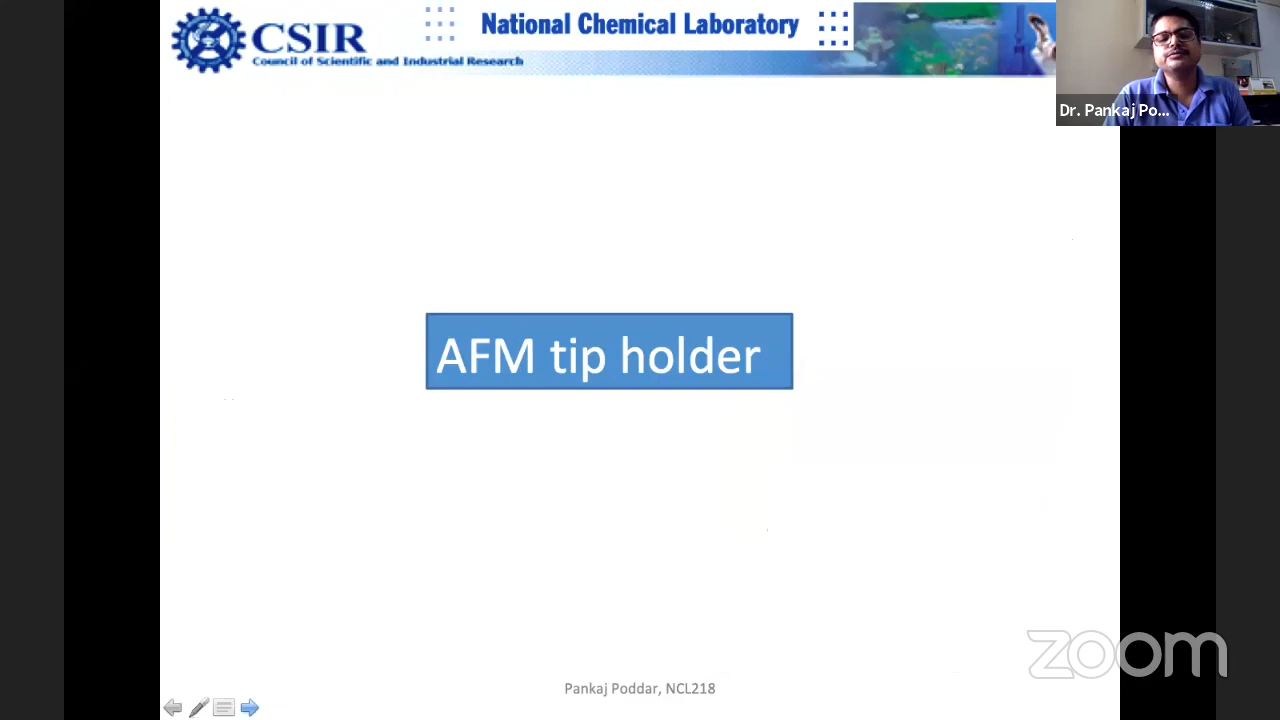 CSIR
Council of Scientific and Industrial Research
National Chemical Laboratory
Dr. Pankaj Po...
AFM tip holder
zoom
Pankaj Poddar, NCL218